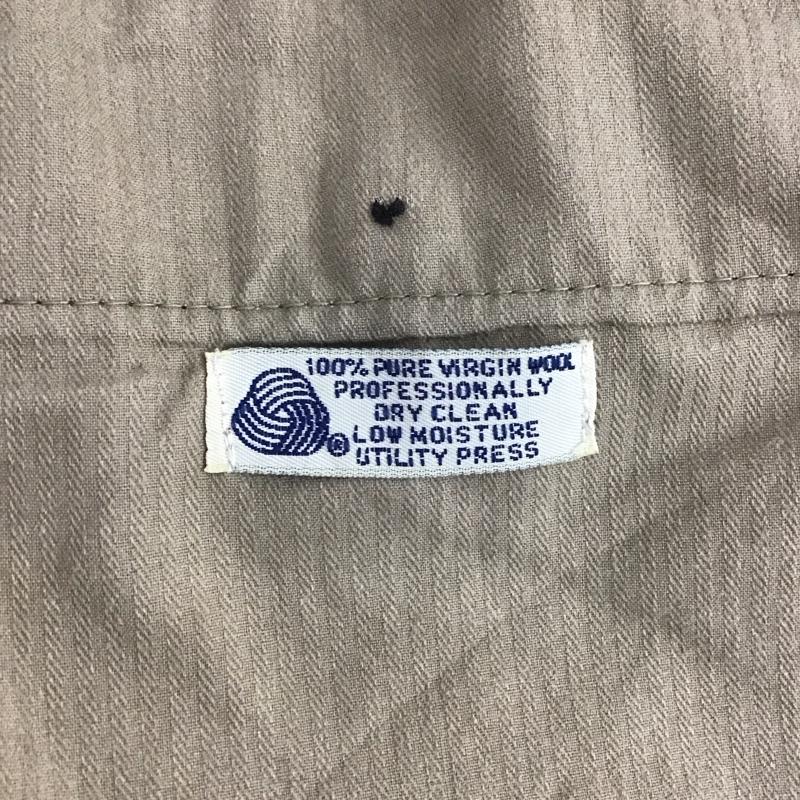 100% PURE VIRGIN WOOL
PROFESSIONALLY
DRY CLEAN
® LOW MOISTURE
UTILITY PRESS